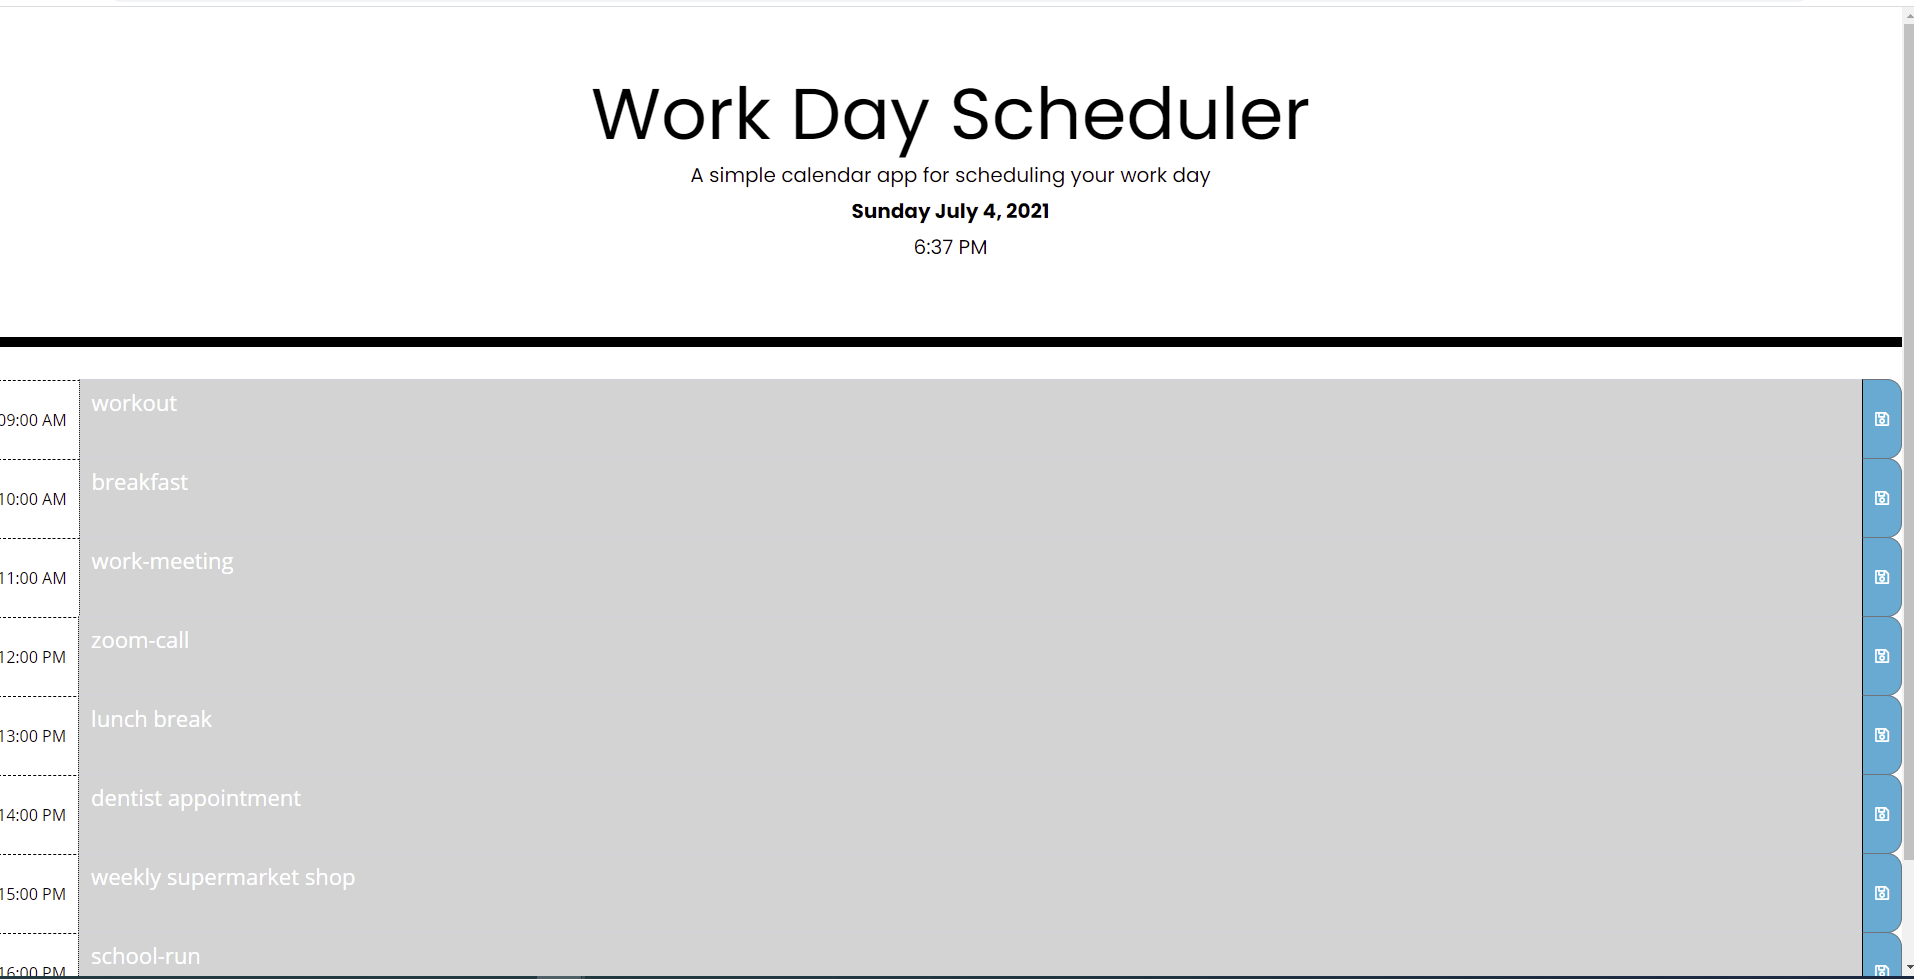 Work Day Scheduler
A simple calendar app for scheduling your work day
Sunday July 4, 2021
6:37 PM
09:00 AM workout
10:00 AM breakfast
11:00 AM work-meeting
12:00 PM zoom-call
13:00 PM lunch break
14:00 PM dentist appointment
15:00 PM weekly supermarket shop
16:00 PM school-run